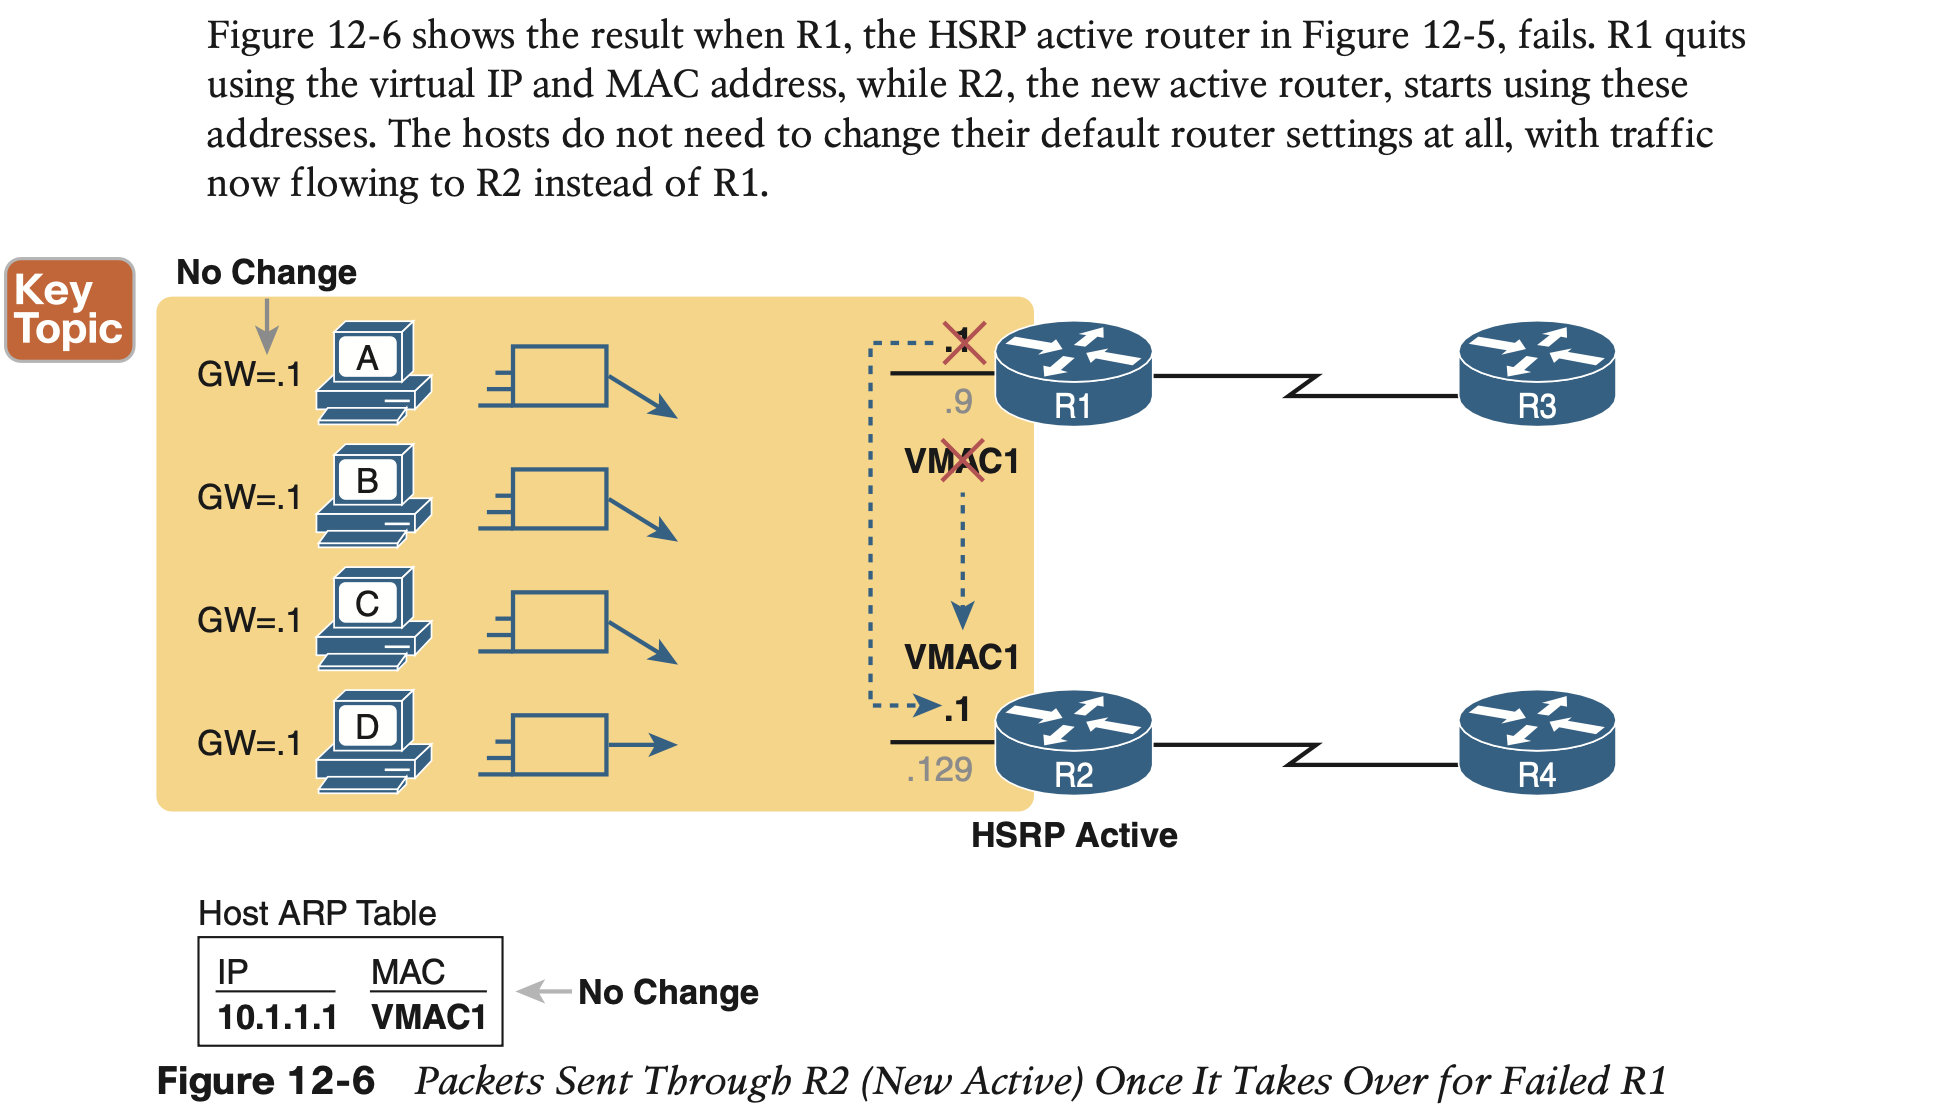 Figure 12-6 shows the result when R1, the HSRP active router in Figure 12-5, fails. R1 quits
using the virtual IP and MAC address, while R2, the new active router, starts using these
addresses. The hosts do not need to change their default router settings at all, with traffic
now flowing to R2 instead of R1.
Key
Topic
No Change
GW=.1
A
.1
.9
R1
R3
VMAC1
GW=.1
B
GW=.1
C
VMAC1
.1
GW=.1
D
.129
R2
R4
HSRP Active
Host ARP Table
IP MAC
10.1.1.1 VMAC1
No Change
Figure 12-6 Packets Sent Through R2 (New Active) Once It Takes Over for Failed R1